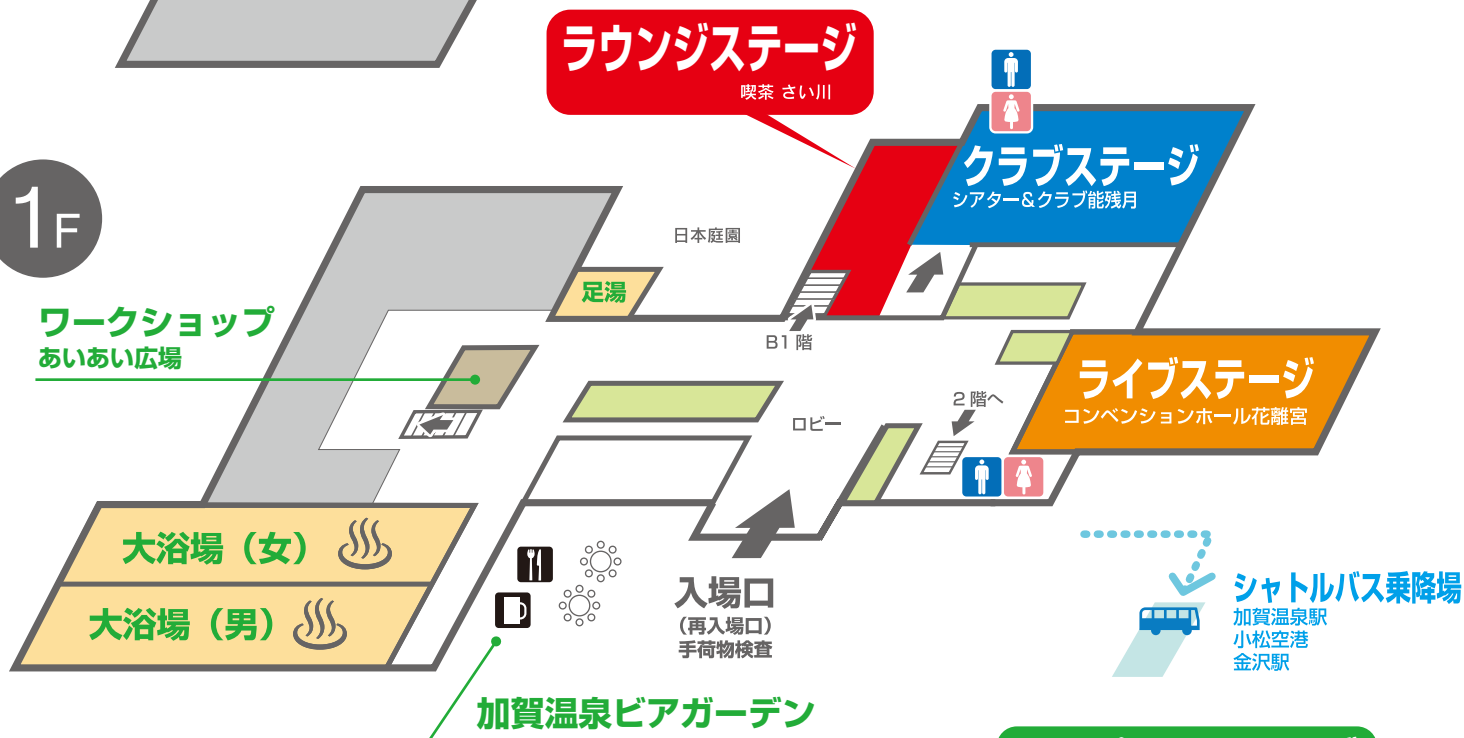 ラウンジステージ
喫茶 さい川
クラブステージ
シアター&クラブ能残月
1F
日本庭園
足湯
ワークショップ
あいあい広場
B1階
ライブステージ
コンベンションホール花離宮
2階へ
ロビー
大浴場（女）
大浴場（男）
入場口
（再入場口）
手荷物検査
シャトルバス乗降場
加賀温泉駅
小松空港
金沢駅
加賀温泉ビアガーデン